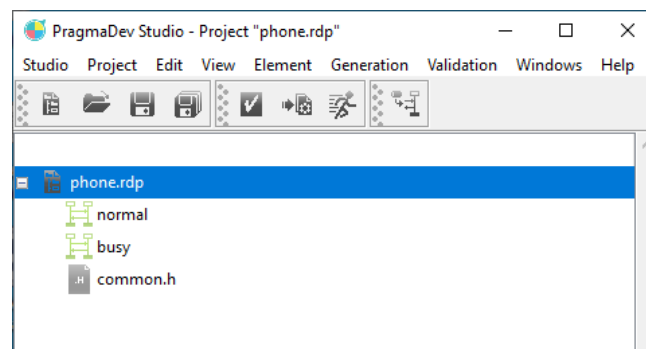 PragmaDev Studio - Project "phone.rdp"
Studio Project Edit View Element Generation Validation Windows Help
phone.rdp
normal
busy
.H common.h